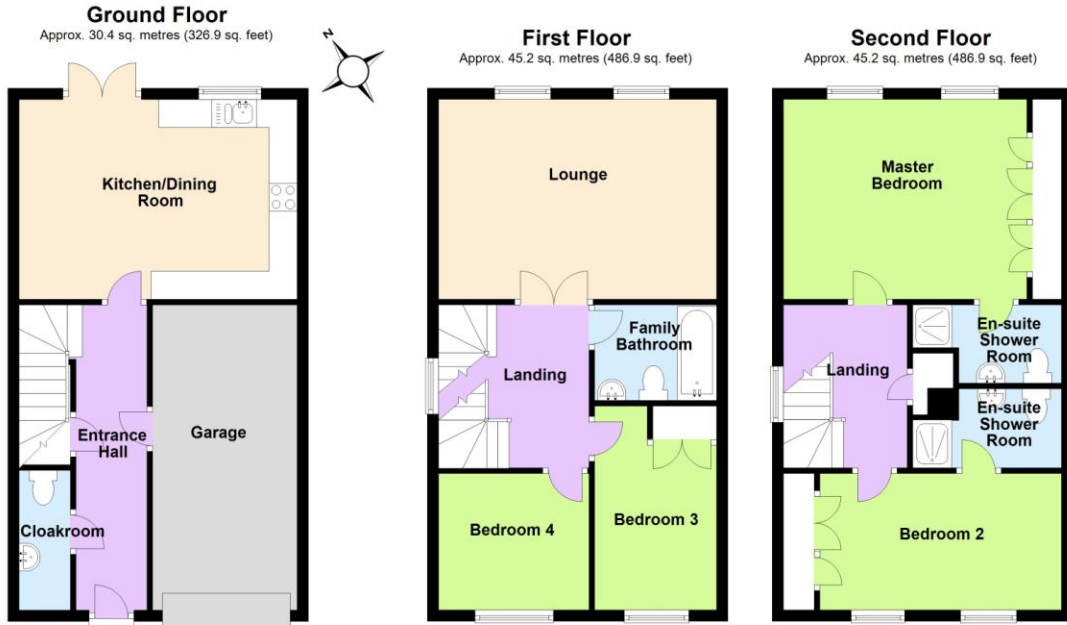 Ground Floor
Approx. 30.4 sq. metres (326.9 sq. feet)
N
Kitchen/Dining
Room
Entrance
Hall
Garage
Cloakroom
First Floor
Approx. 45.2 sq. metres (486.9 sq. feet)
Lounge
Family
Bathroom
Landing
Bedroom 4
Bedroom 3
Second Floor
Approx. 45.2 sq. metres (486.9 sq. feet)
Master
Bedroom
En-suite
Shower
Room
Landing
En-suite
Shower
Room
Bedroom 2